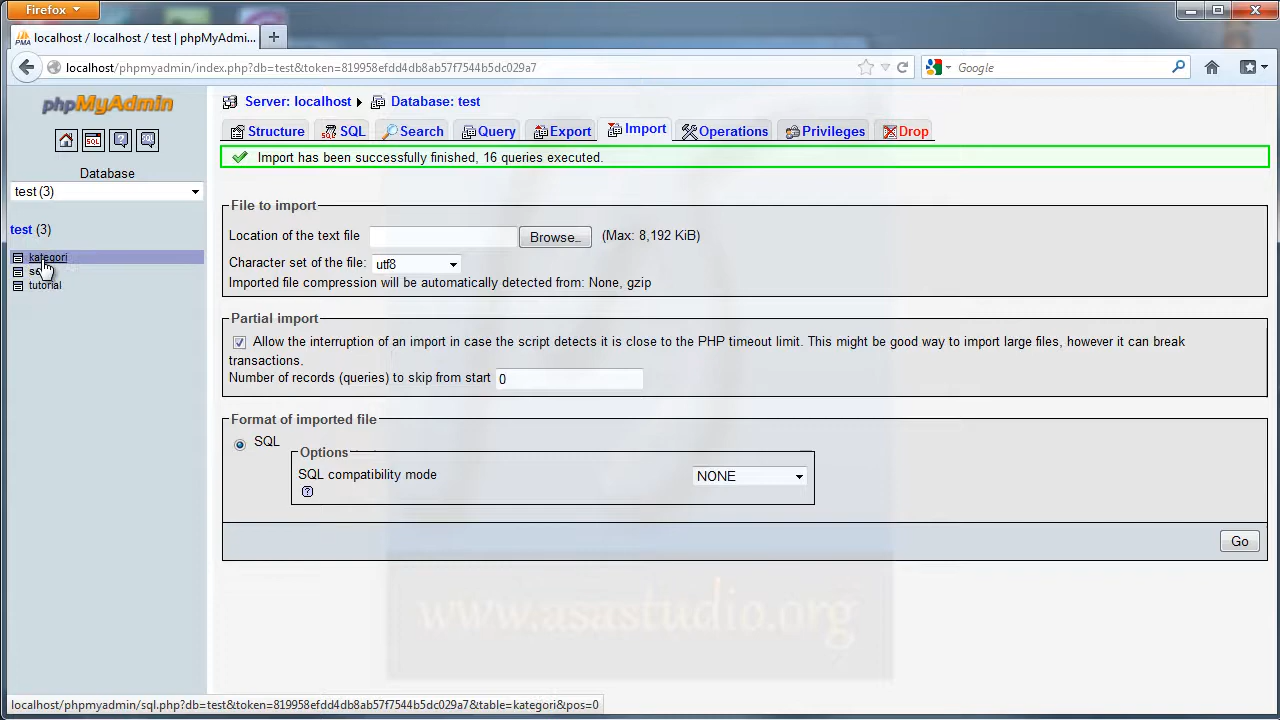 Firefox
localhost / localhost / test | phpMyAdmi...
localhost/phpmyadmin/index.php?db=test&token=819958efdd4db8ab57f7544b5dc029a7
Google
phpMyAdmin
Server: localhost Database: test
Structure SQL Search Query Export Import Operations Privileges Drop
SQL
Import has been successfully finished, 16 queries executed.
Database
test (3)
test (3)
kategori
tutorial
File to import
Location of the text file Browse... (Max: 8,192 KiB)
Character set of the file: utf8
Imported file compression will be automatically detected from: None, gzip
Partial import
Allow the interruption of an import in case the script detects it is close to the PHP timeout limit. This might be good way to import large files, however it can break
transactions.
Number of records (queries) to skip from start 0
Format of imported file
SQL
Options
SQL compatibility mode NONE
Go
www.asastudio.org
localhost/phpmyadmin/sql.php?db=test&token=819958efdd4db8ab57f7544b5dc029a7&table=kategori&pos=0